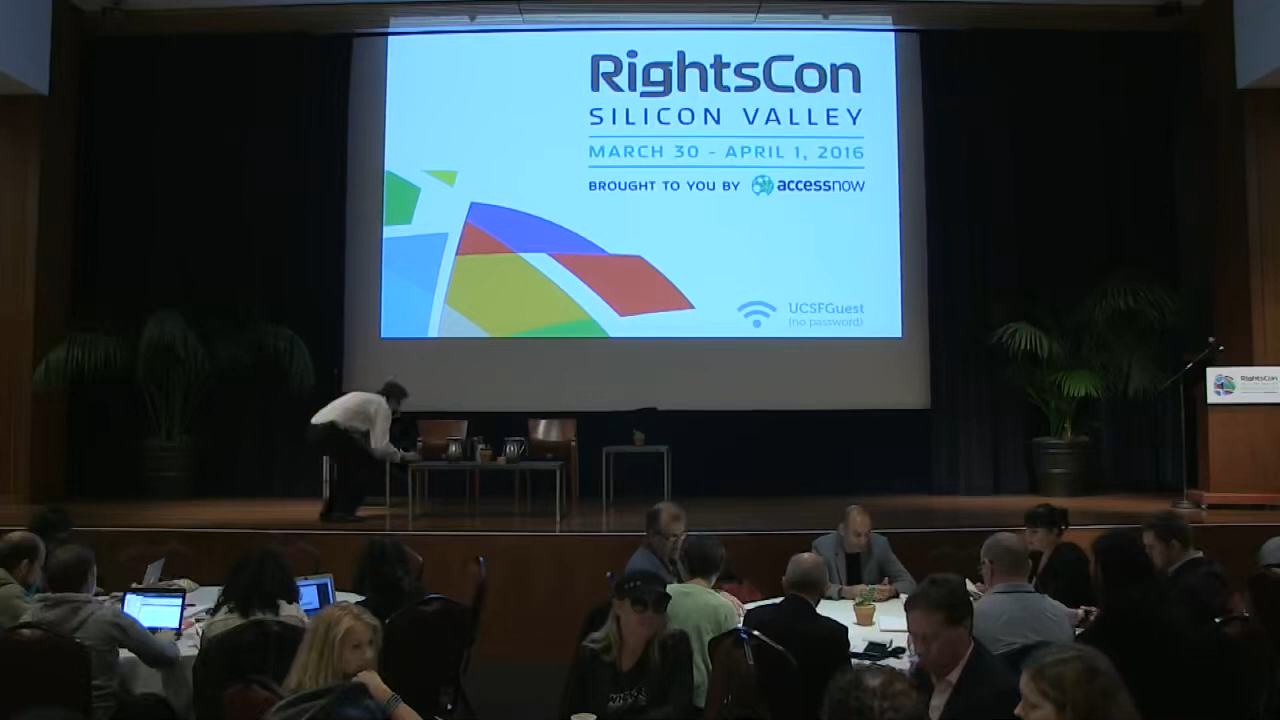 RightsCon
SILICON VALLEY
MARCH 30 - APRIL 1, 2016
BROUGHT TO YOU BY accessnow
UCSFGuest
(no password)
RightsCon